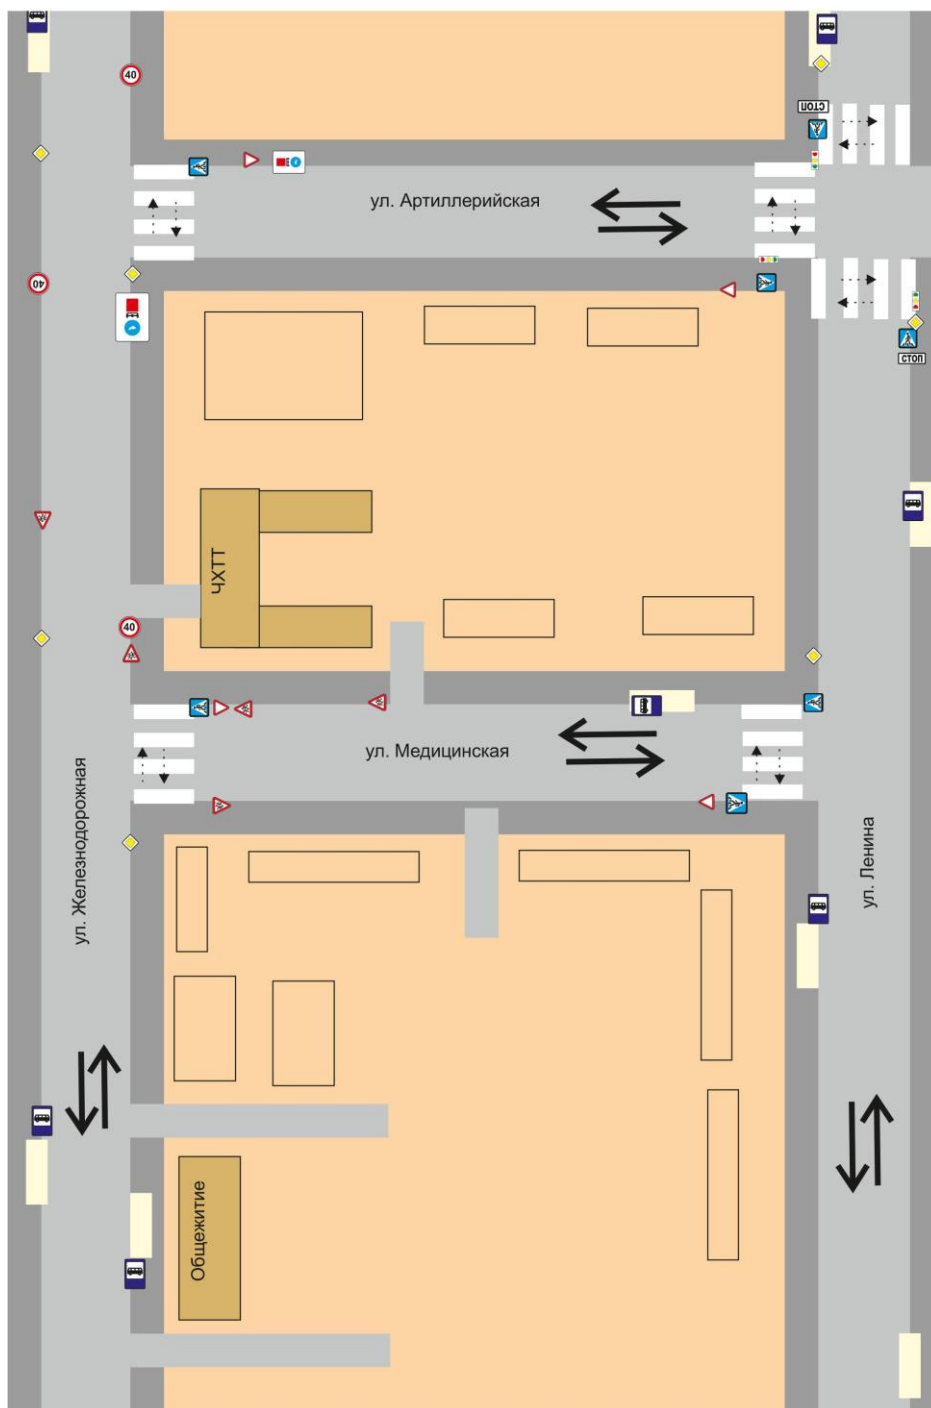 40
СТОП
ул. Артиллерийская
40
СТОП
ЧХТТ
40
ул. Медицинская
ул. Железнодорожная
ул. Ленина
Общежитие